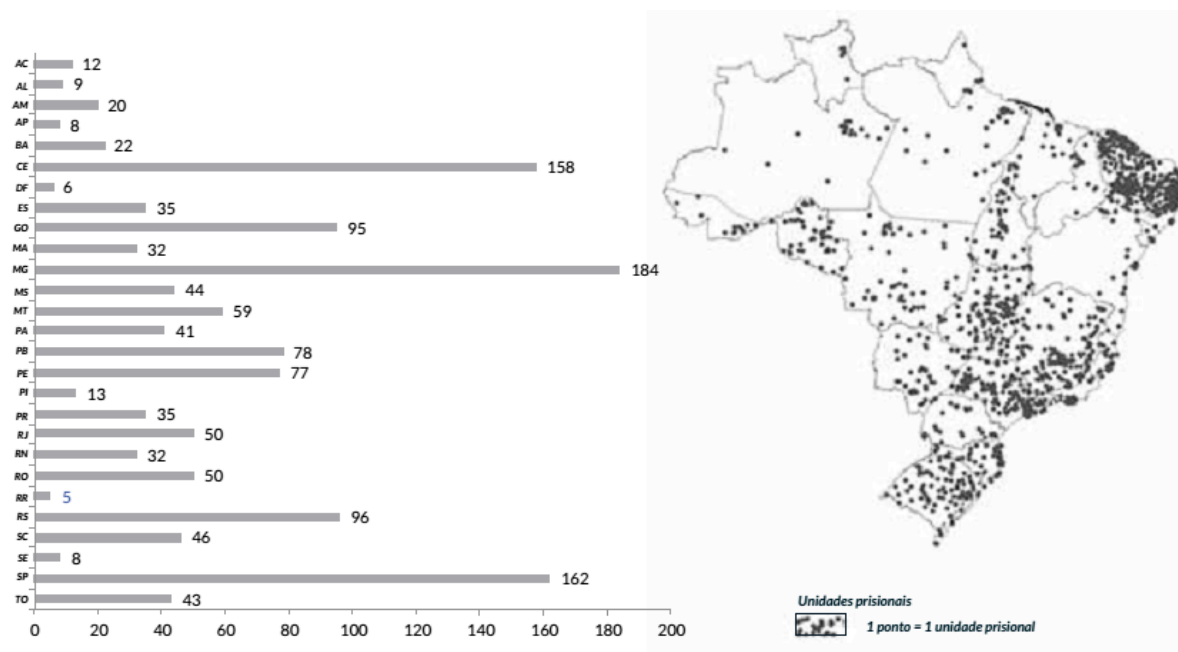 AC 12
AL 9
AM 20
AP 8
BA 22
CE 158
DF 6
ES 35
GO 95
MA 32
MG 184
MS 44
MT 59
PA 41
PB 78
PE 77
PI 13
PR 35
RJ 50
RN 32
RO 50
RR 5
RS 96
SC 46
SE 8
SP 162
TO 43
0 20 40 60 80 100 120 140 160 180 200
Unidades prisionais
1 ponto = 1 unidade prisional